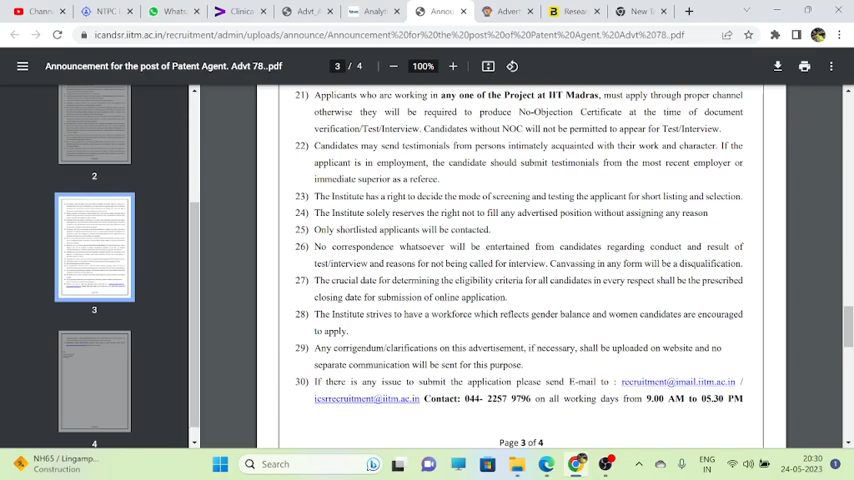 Chann
NTPC I
Whats
Clinica
Advt_A
Analyti
Annou
Advert
Resea
New T
icandsr.iitm.ac.in/recruitment/admin/uploads/announce/Announcement%20for%20the%20post%20of%20Patent%20Agent.%20Advt%2078..pdf
Announcement for the post of Patent Agent. Advt 78..pdf
3 / 4
100%
21) Applicants who are working in any one of the Project at IIT Madras, must apply through proper channel
otherwise they will be required to produce No-Objection Certificate at the time of document
verification/Test/Interview. Candidates without NOC will not be permitted to appear for Test/Interview.
22) Candidates may send testimonials from persons intimately acquainted with their work and character. If the
applicant is in employment, the candidate should submit testimonials from the most recent employer or
immediate superior as a referee.
23) The Institute has a right to decide the mode of screening and testing the applicant for short listing and selection.
24) The Institute solely reserves the right not to fill any advertised position without assigning any reason
25) Only shortlisted applicants will be contacted.
26) No correspondence whatsoever will be entertained from candidates regarding conduct and result of
test/interview and reasons for not being called for interview. Canvassing in any form will be a disqualification.
27) The crucial date for determining the eligibility criteria for all candidates in every respect shall be the prescribed
closing date for submission of online application.
28) The Institute strives to have a workforce which reflects gender balance and women candidates are encouraged
to apply.
29) Any corrigendum/clarifications on this advertisement, if necessary, shall be uploaded on website and no
separate communication will be sent for this purpose.
30) If there is any issue to submit the application please send E-mail to : recruitment@imail.iitm.ac.in /
icsrrecruitment@iitm.ac.in Contact: 044- 2257 9796 on all working days from 9.00 AM to 05.30 PM
Page 3 of 4
2
3
4
NH65 / Lingamp...
Construction
Search
ENG
IN
20:30
24-05-2023